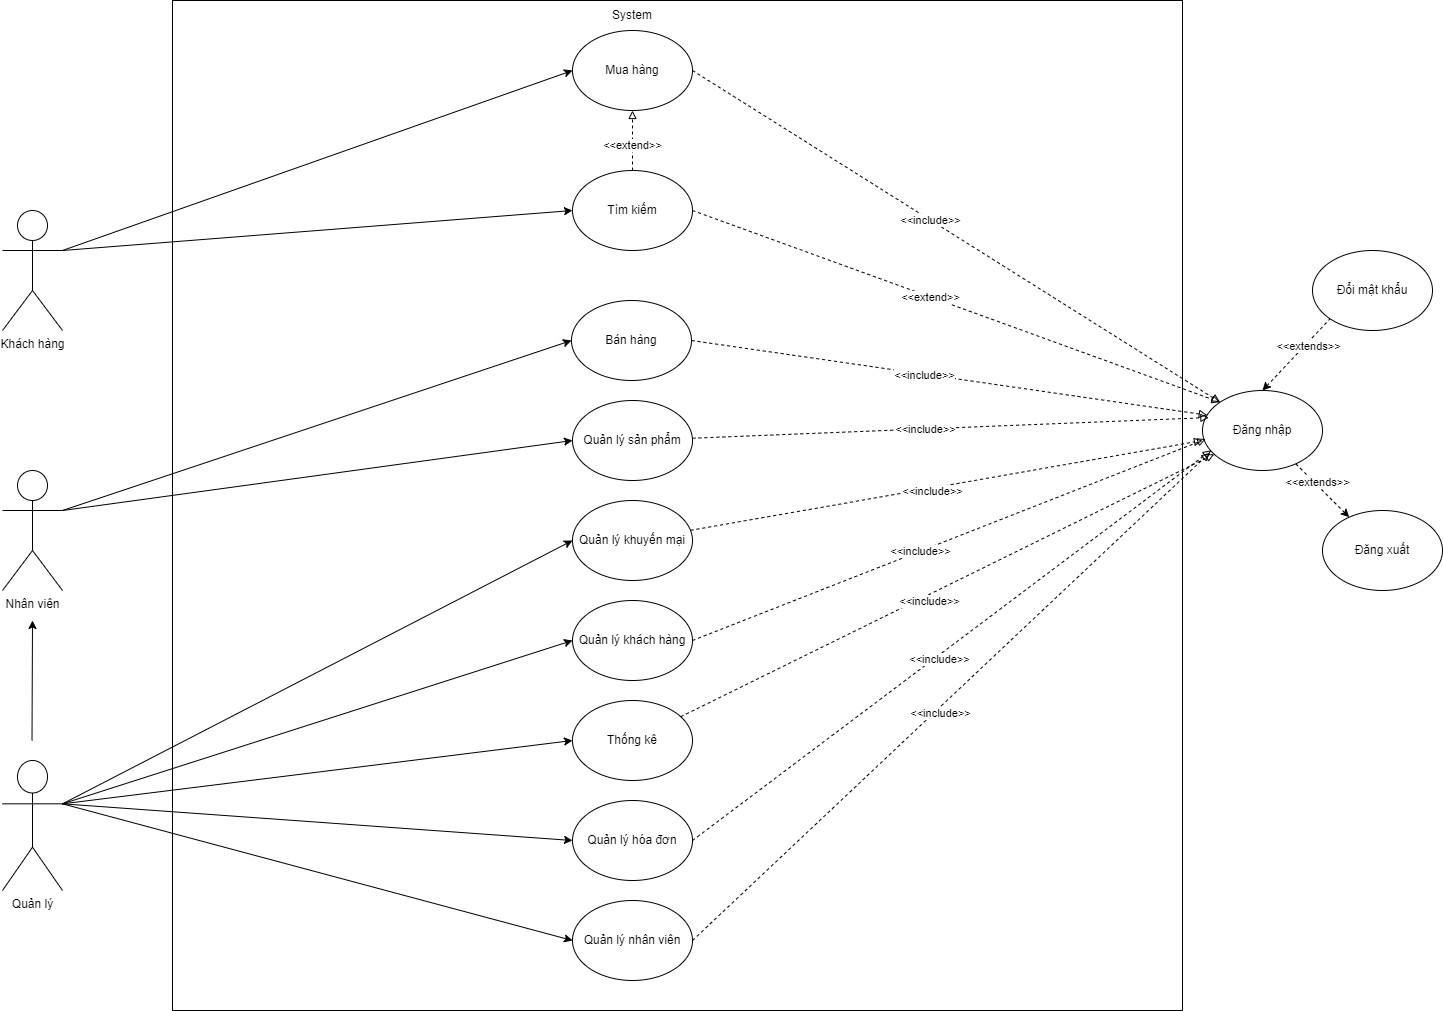 System
Mua hàng
<<extend>>
Tìm kiếm
<<include>>
<<extend>>
Khách hàng
Bán hàng
<<include>>
Đổi mật khẩu
<<extends>>
Quản lý sản phẩm
<<include>>
Đăng nhập
<<extends>>
Đăng xuất
Nhân viên
Quản lý khuyến mại
<<include>>
Quản lý khách hàng
<<include>>
Thống kê
<<include>>
Quản lý hóa đơn
<<include>>
Quản lý
Quản lý nhân viên
<<include>>